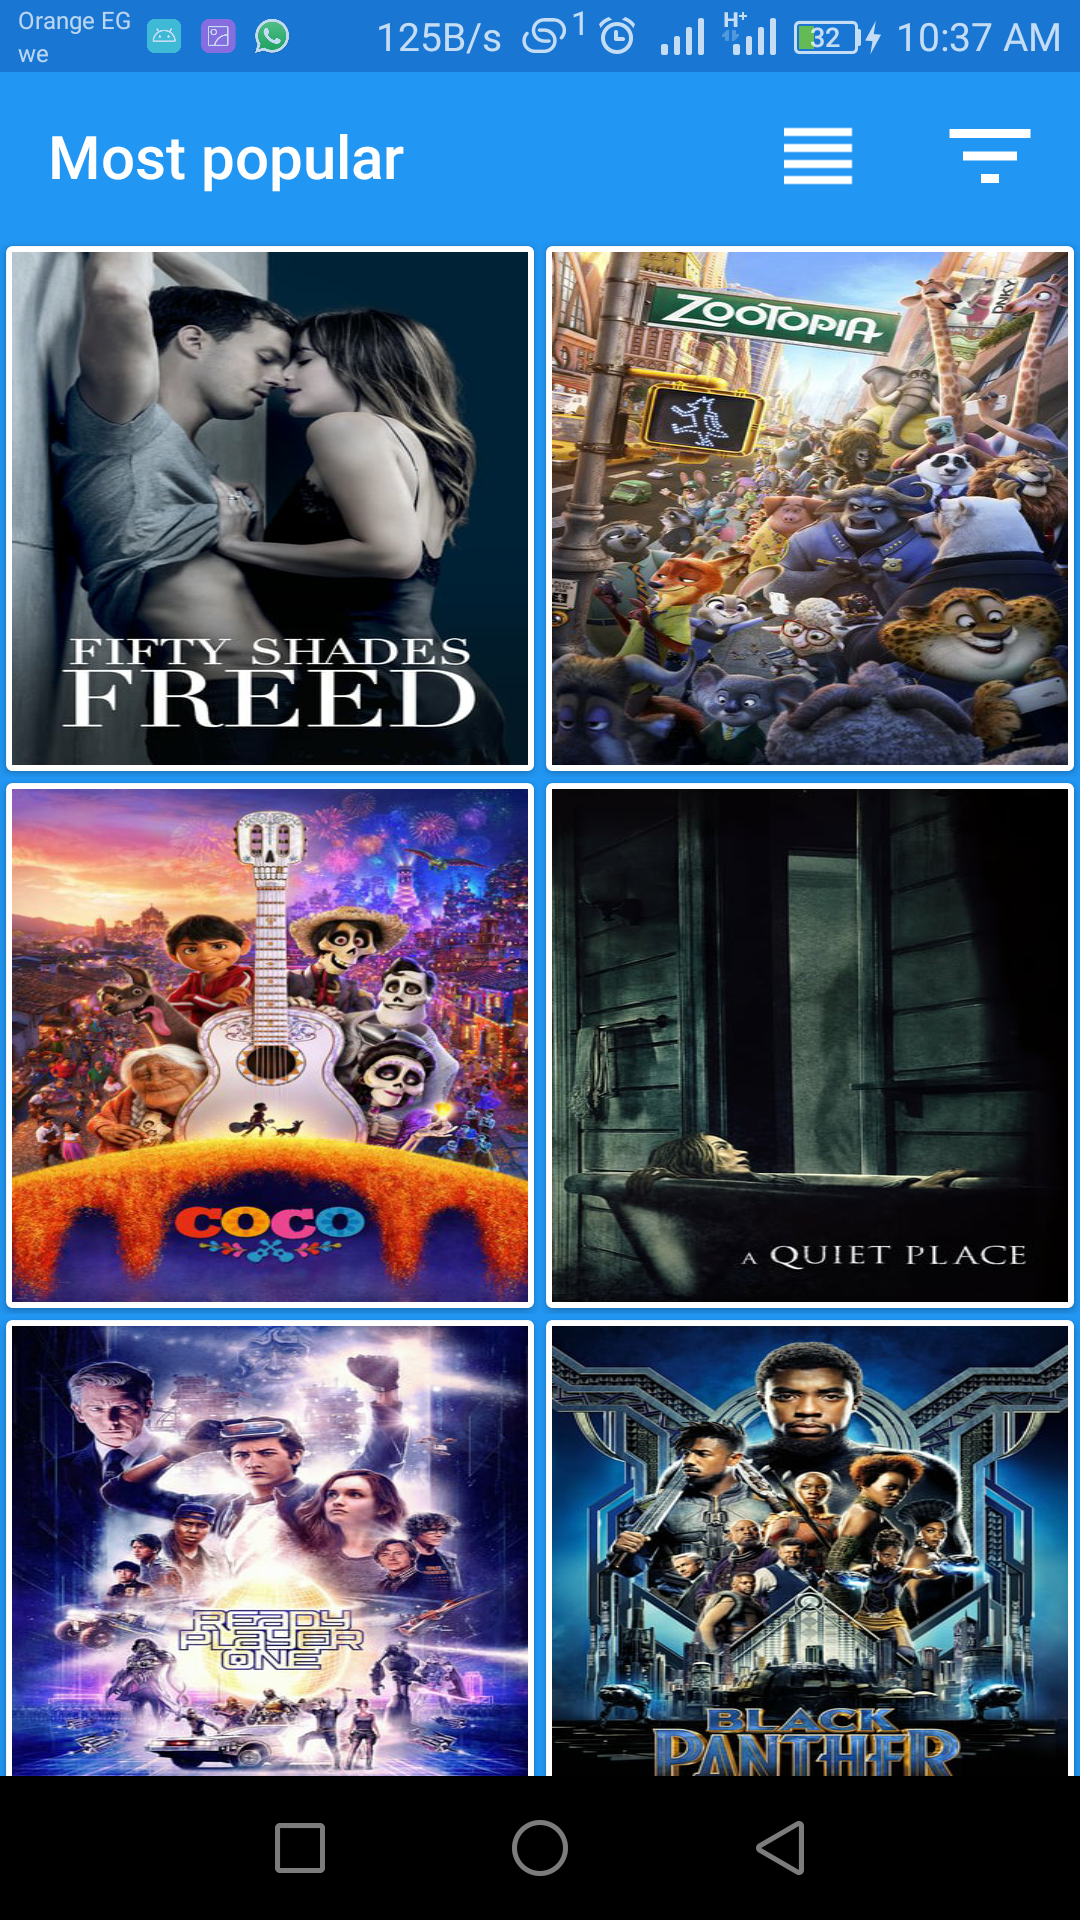 Orange EG
we
125B/s
1
H+
32
10:37 AM
Most popular
FIFTY SHADES
FREED
ZOOTOPIA
DNKY
COCO
A QUIET PLACE
READY
PLAYER
ONE
BLACK
PANTHER